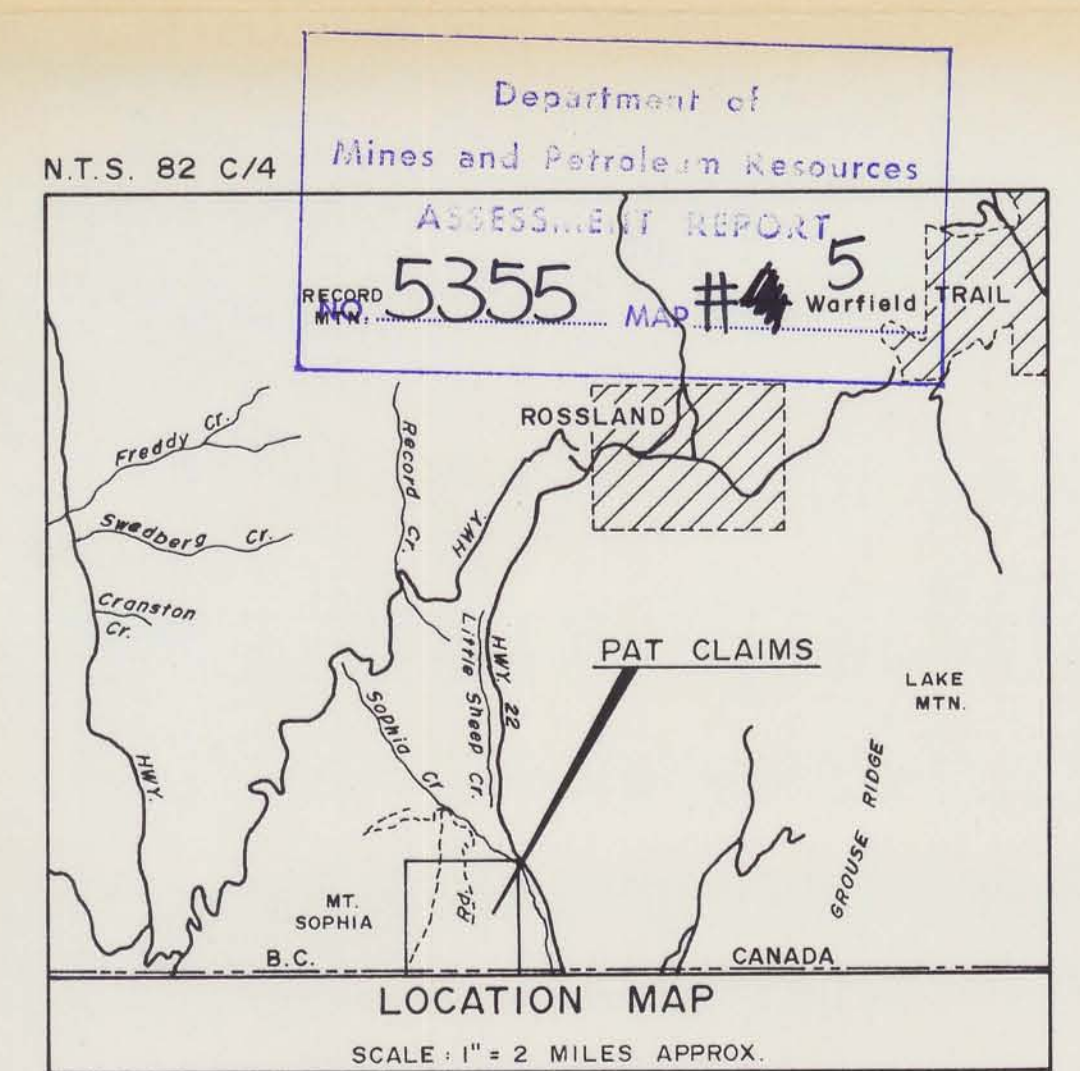 Department of
N.T.S. 82 C/4
Mines and Petroleum Resources
ASSESSMENT REPORT
NO. 5355 MAP # 5
RECORD
MTN.
Warfield
TRAIL
ROSSLAND
Freddy Cr.
Record Cr.
Swedberg Cr.
HWY.
Cranston
Cr.
Little Sheep Cr.
HWY. 22
PAT CLAIMS
LAKE
MTN.
Sophia Cr
HWY.
GROUSE RIDGE
Rd.
MT.
SOPHIA
B.C.
CANADA
LOCATION MAP
SCALE : 1" = 2 MILES APPROX.